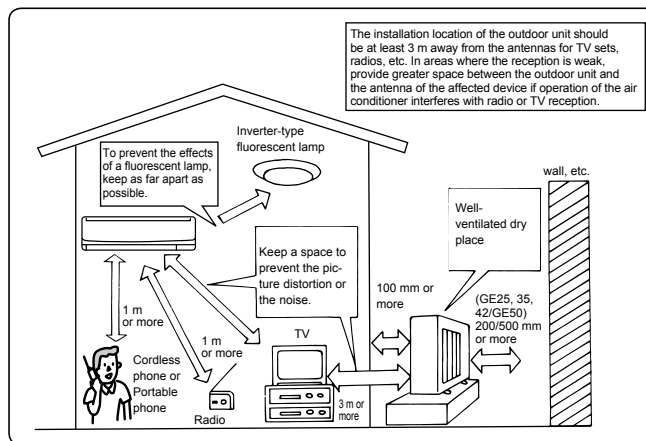 The installation location of the outdoor unit should
be at least 3 m away from the antennas for TV sets,
radios, etc. In areas where the reception is weak,
provide greater space between the outdoor unit and
the antenna of the affected device if operation of the air
conditioner interferes with radio or TV reception.
Inverter-type
fluorescent lamp
To prevent the effects
of a fluorescent lamp,
keep as far apart as
possible.
wall, etc.
Well-
ventilated dry
place
Keep a space to
prevent the pic-
ture distortion or
the noise.
100 mm or
more
(GE25, 35,
42/GE50)
200/500 mm
or more
1 m
or more
1 m
or more
TV
Cordless
phone or
Portable
phone
Radio
3 m or
more